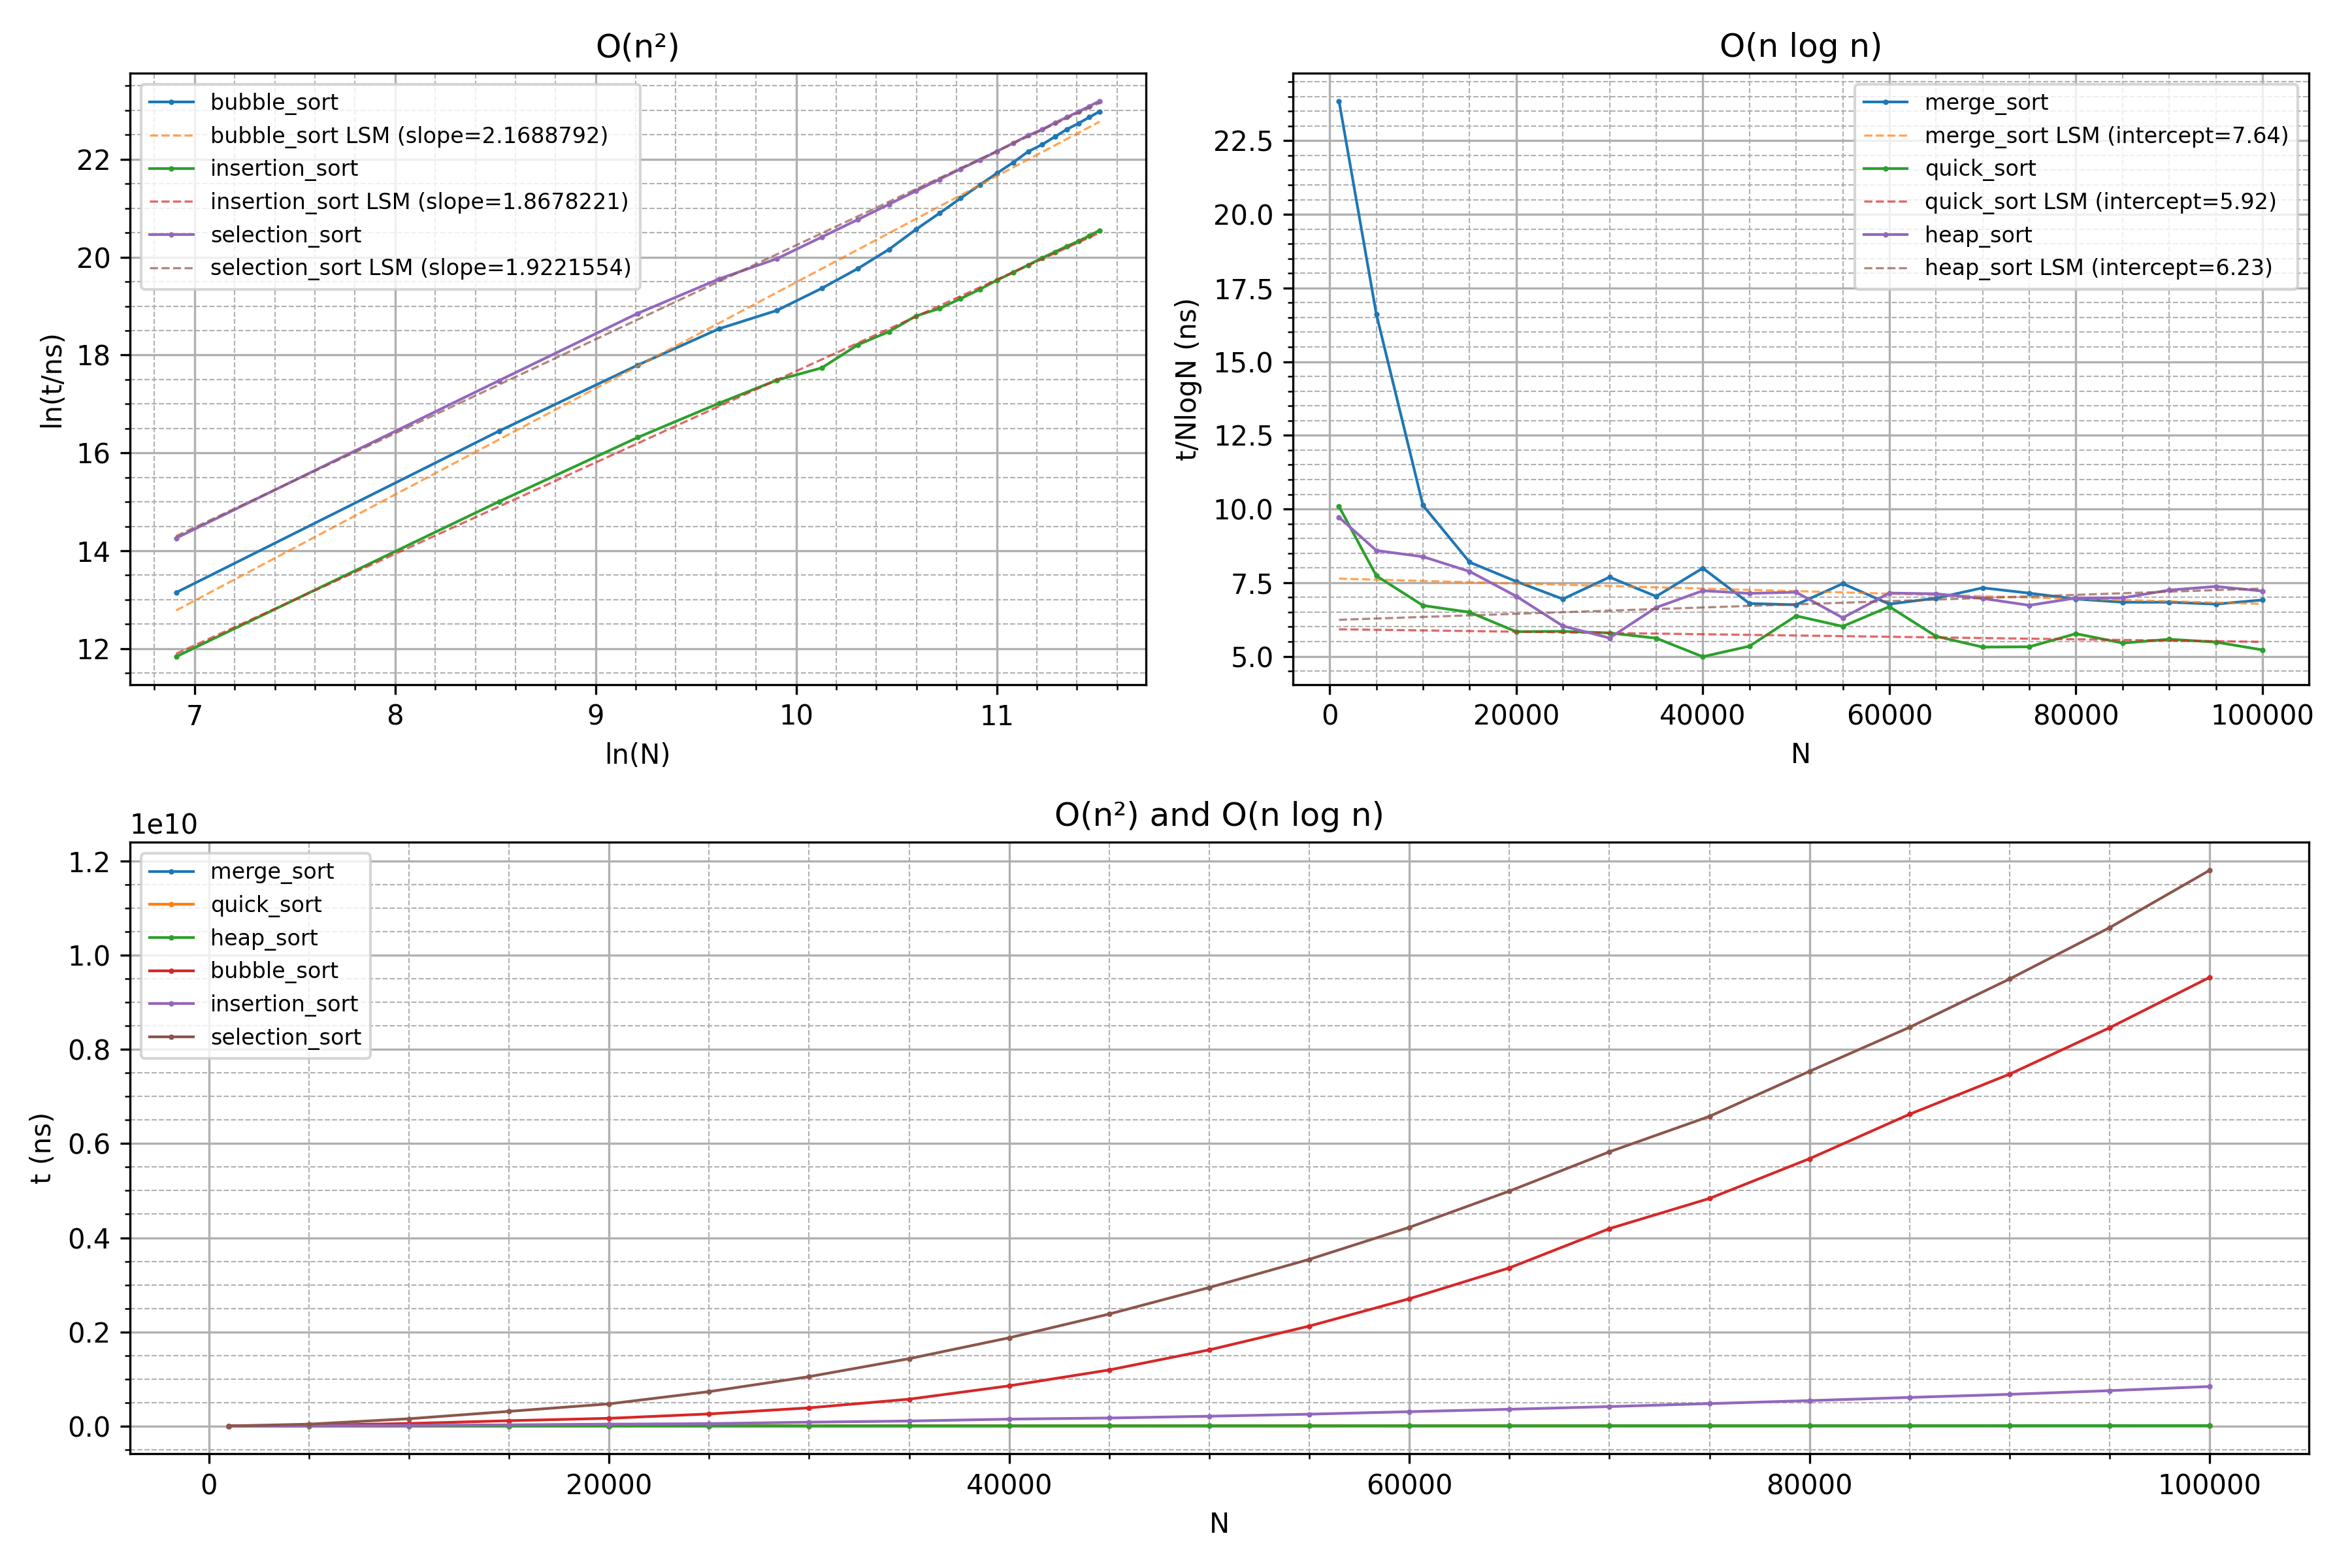 O(n²)
bubble_sort
bubble_sort LSM (slope=2.1688792)
insertion_sort
insertion_sort LSM (slope=1.8678221)
selection_sort
selection_sort LSM (slope=1.9221554)
ln(t/ns)
22
20
18
16
14
12
7 8 9 10 11
ln(N)
O(n log n)
merge_sort
merge_sort LSM (intercept=7.64)
quick_sort
quick_sort LSM (intercept=5.92)
heap_sort
heap_sort LSM (intercept=6.23)
t/NlogN (ns)
22.5
20.0
17.5
15.0
12.5
10.0
7.5
5.0
0 20000 40000 60000 80000 100000
N
O(n²) and O(n log n)
1e10
merge_sort
quick_sort
heap_sort
bubble_sort
insertion_sort
selection_sort
t (ns)
1.2
1.0
0.8
0.6
0.4
0.2
0.0
0 20000 40000 60000 80000 100000
N